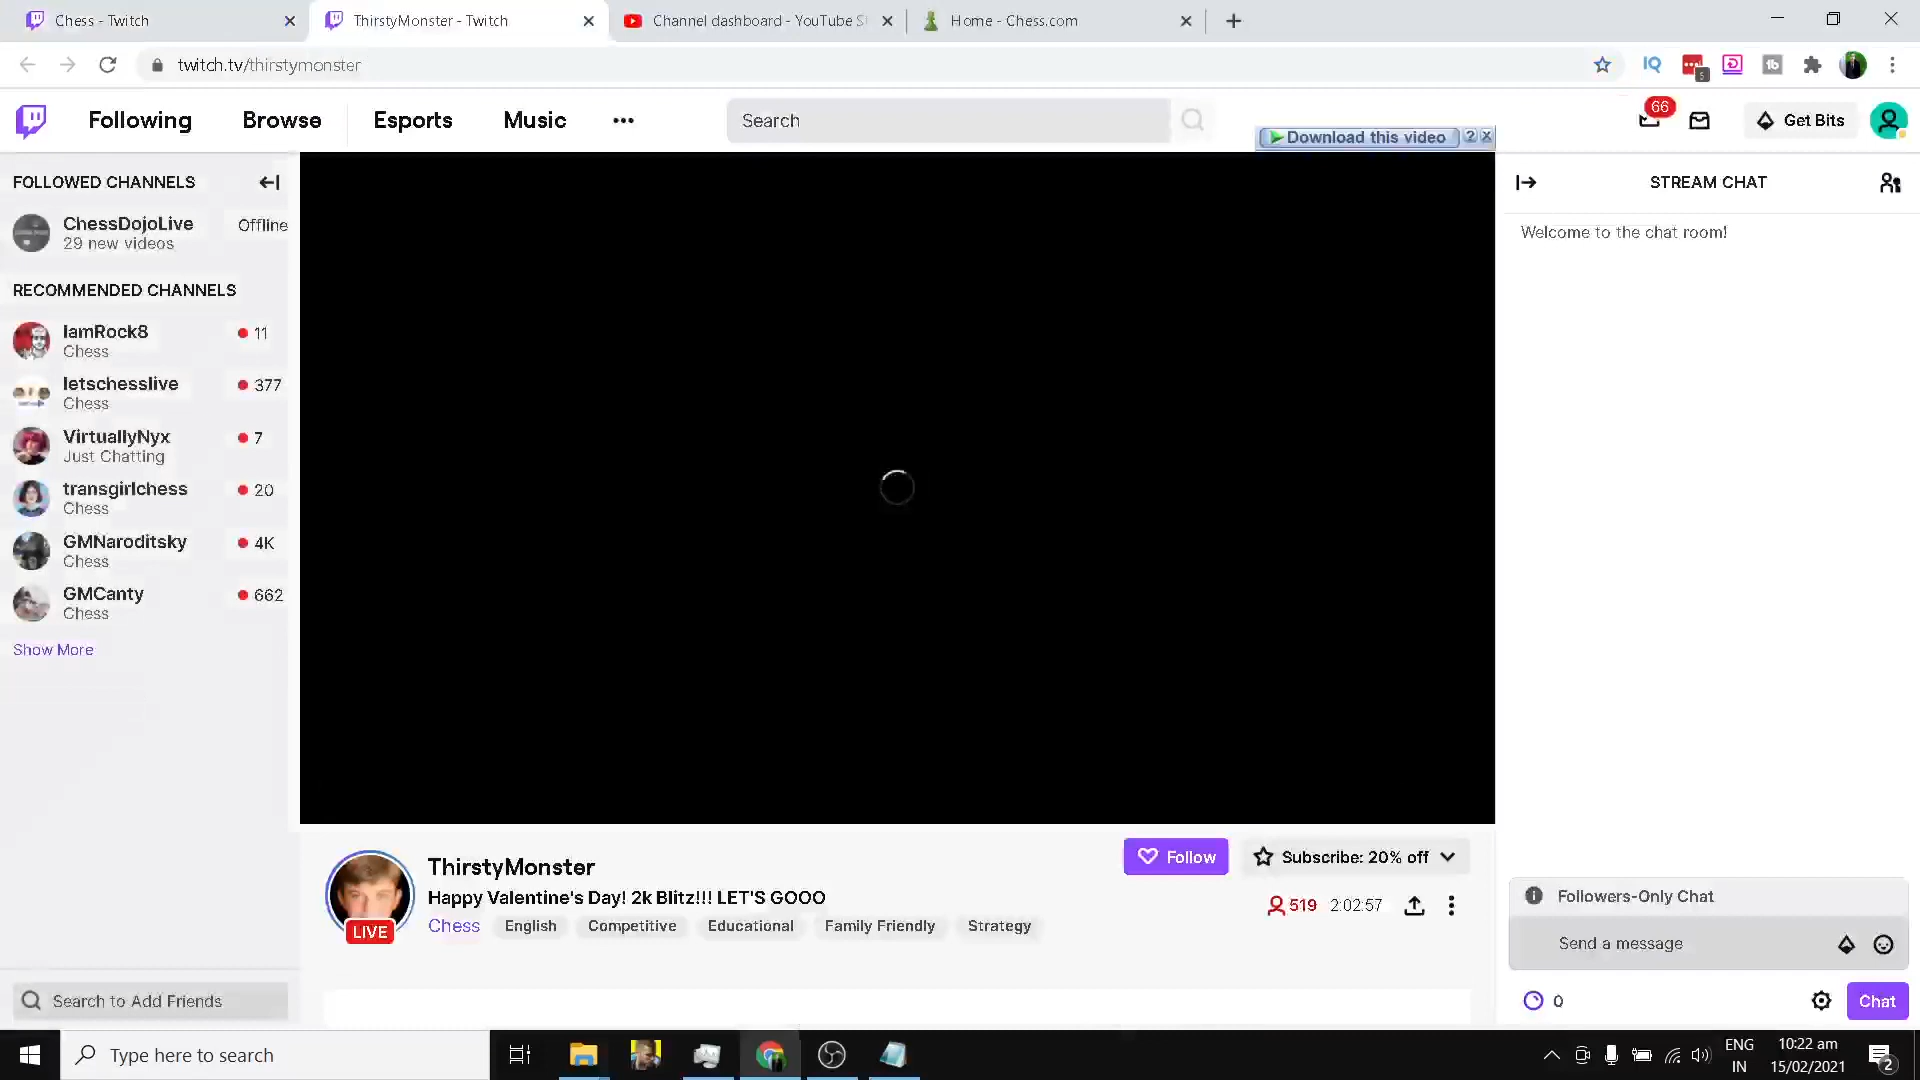 Chess - Twitch
ThirstyMonster - Twitch
Channel dashboard - YouTube S
Home - Chess.com
twitch.tv/thirstymonster
Following
Browse
Esports
Music
Search
66
Get Bits
Download this video
FOLLOWED CHANNELS
ChessDojoLive
Offline
29 new videos
RECOMMENDED CHANNELS
IamRock8
11
Chess
letschesslive
377
Chess
VirtuallyNyx
7
Just Chatting
transgirlchess
20
Chess
GMNaroditsky
4K
Chess
GMCanty
662
Chess
Show More
Search to Add Friends
STREAM CHAT
Welcome to the chat room!
ThirstyMonster
Happy Valentine's Day! 2k Blitz!!! LET'S GOOO
LIVE
Chess
English
Competitive
Educational
Family Friendly
Strategy
Follow
Subscribe: 20% off
519
2:02:57
Followers-Only Chat
Send a message
0
Chat
Type here to search
ENG
IN
10:22 am
15/02/2021
2